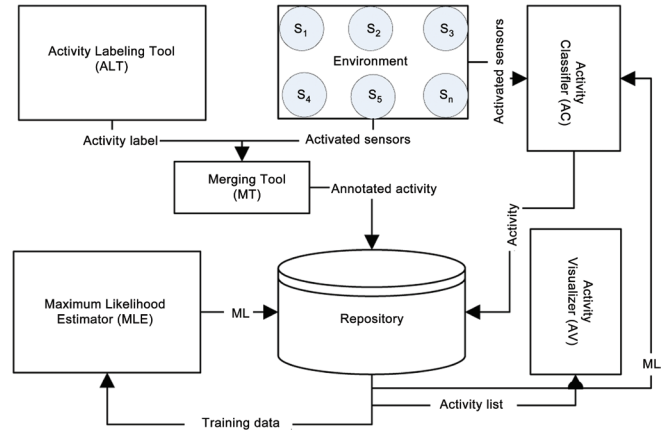 Activity Labeling Tool
(ALT)
S1
S2
S3
Environment
S4
S5
Sn
Activated sensors
Activity
Classifler (AC)
Activity label
Activated sensors
Merging Tool
(MT)
Annotated activity
Activity
Maximum Likelihood
Estimator (MLE)
ML
Repository
Activity
Visualizer (AV)
ML
Activity list
Training data